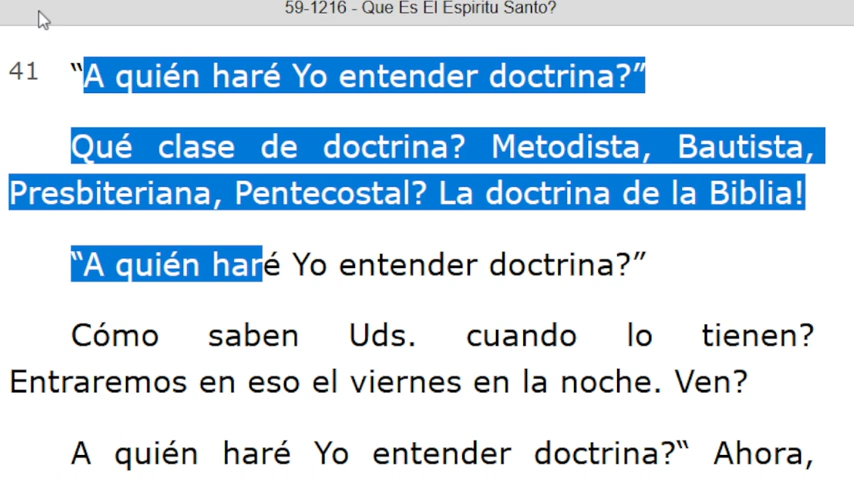 59-1216 - Que Es El Espiritu Santo?
41 “A quién haré Yo entender doctrina?”
Qué clase de doctrina? Metodista, Bautista,
Presbiteriana, Pentecostal? La doctrina de la Biblia!
“A quién haré Yo entender doctrina?”
Cómo saben Uds. cuando lo tienen?
Entraremos en eso el viernes en la noche. Ven?
A quién haré Yo entender doctrina?“ Ahora,